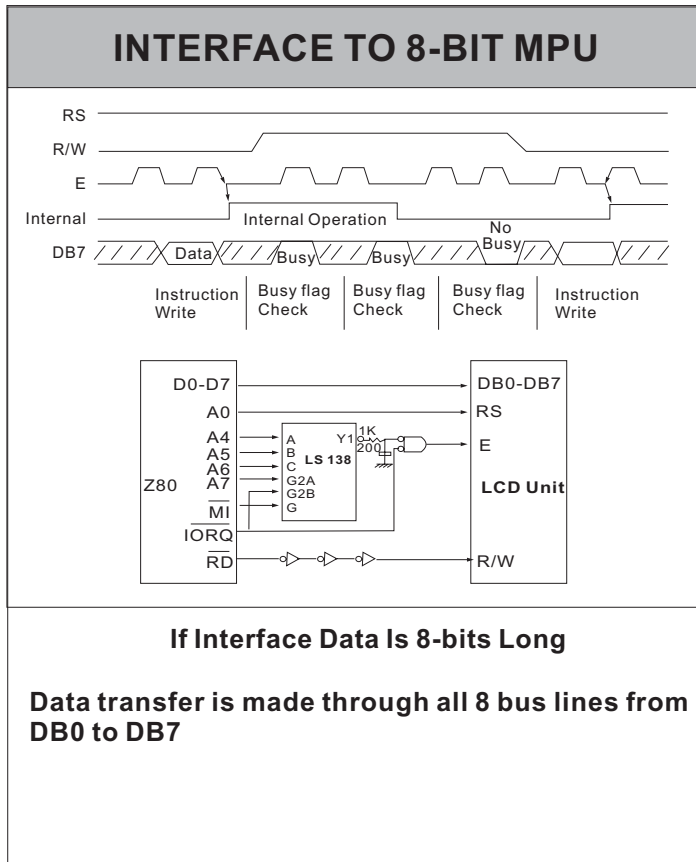 INTERFACE TO 8-BIT MPU
RS
R/W
E
Internal
Internal Operation
No
Busy
DB7
Data
Busy
Busy
Instruction
Write
Busy flag
Check
Busy flag
Check
Busy flag
Check
Instruction
Write
Z80
D0-D7
A0
A4
A5
A6
A7
MI
IORQ
RD
A
B
C
G2A
G2B
G
Y1
LS 138
1K
200
DB0-DB7
RS
E
LCD Unit
R/W
If Interface Data Is 8-bits Long
Data transfer is made through all 8 bus lines from
DB0 to DB7